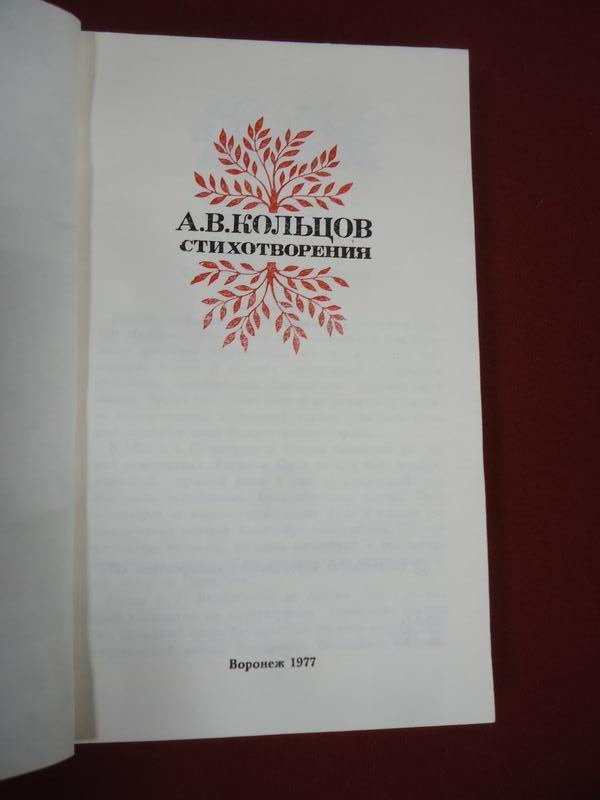 А.В.КОЛЬЦОВ
СТИХОТВОРЕНИЯ
Воронеж 1977